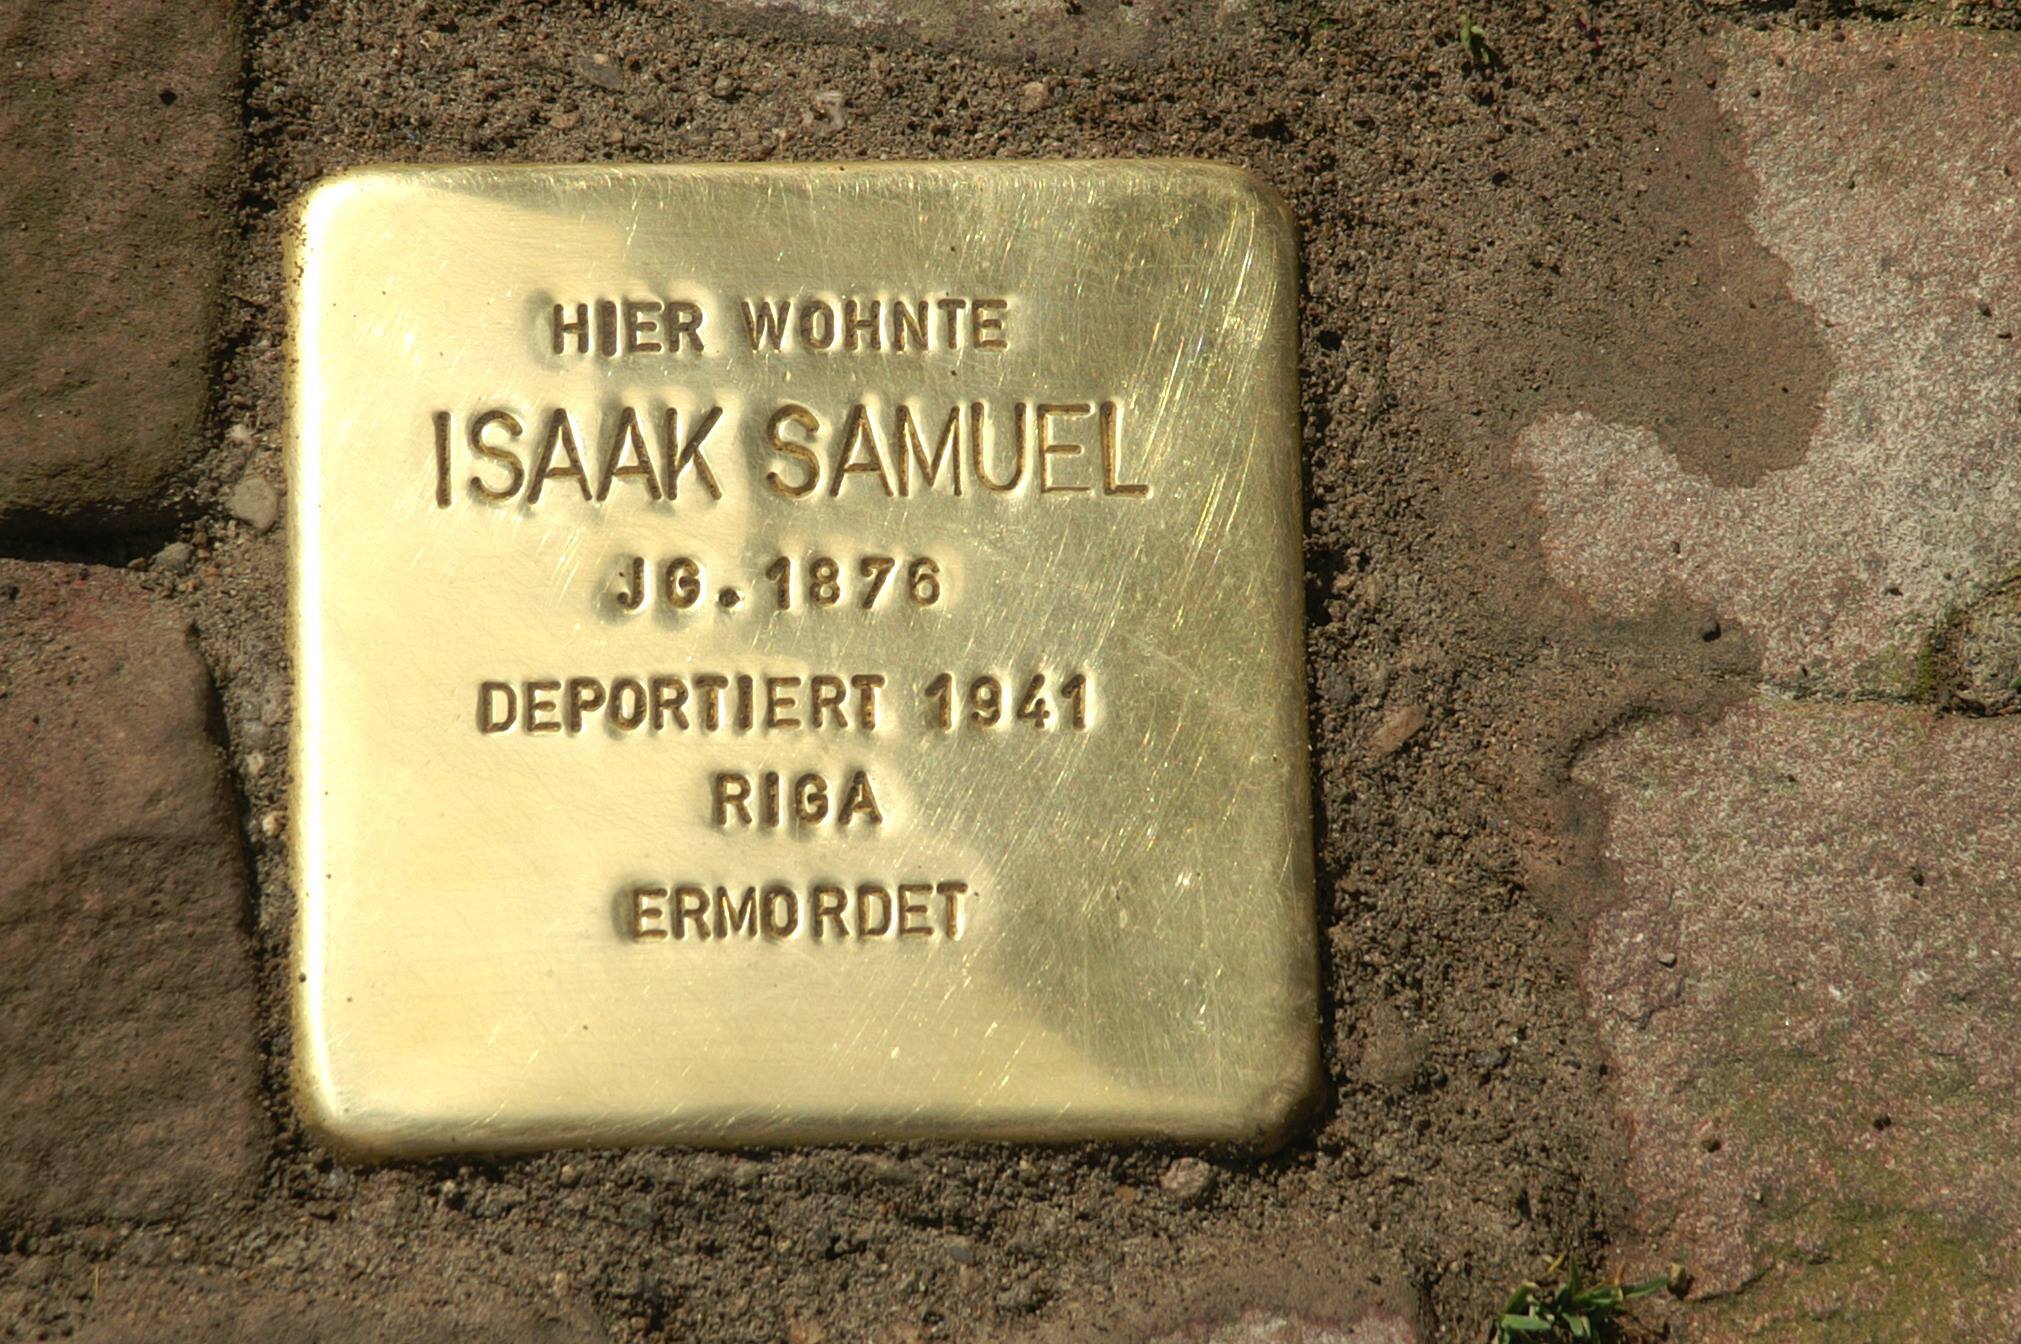 HIER WOHNTE
ISAAK SAMUEL
JG. 1876
DEPORTIERT 1941
RIGA
ERMORDET